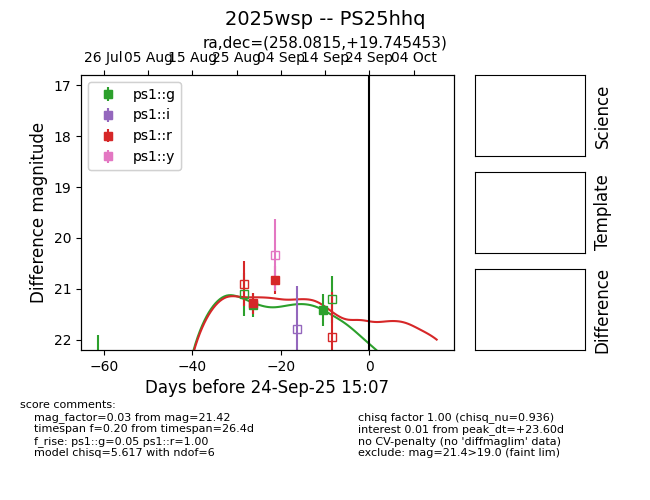 2025wsp -- PS25hhq
ra,dec=(258.0815,+19.745453)
26 Jul 05 Aug 15 Aug 25 Aug 04 Sep 14 Sep 24 Sep 04 Oct
17
18
19
20
21
22
Difference magnitude
ps1::g
ps1::i
ps1::r
ps1::y
−60 −40 −20 0
Days before 24-Sep-25 15:07
Science
Template
Difference
score comments:
mag_factor=0.03 from mag=21.42
timespan f=0.20 from timespan=26.4d
f_rise: ps1::g=0.05 ps1::r=1.00
model chisq=5.617 with ndof=6
chisq factor 1.00 (chisq_nu=0.936)
interest 0.01 from peak_dt=+23.60d
no CV-penalty (no 'diffmaglim' data)
exclude: mag=21.4>19.0 (faint lim)